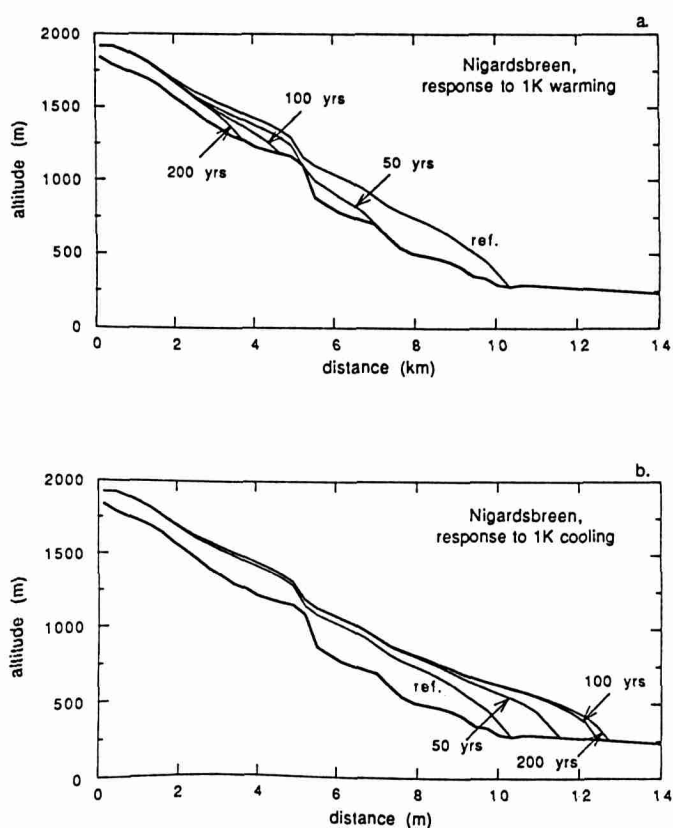 a.
2000
1500
1000
500
0
altitude (m)
Nigardsbreen,
response to 1K warming
100 yrs
200 yrs
50 yrs
ref.
0 2 4 6 8 10 12 14
distance (km)
b.
2000
1500
1000
500
0
altitude (m)
Nigardsbreen,
response to 1K cooling
ref.
100 yrs
50 yrs
200 yrs
0 2 4 6 8 10 12 14
distance (m)